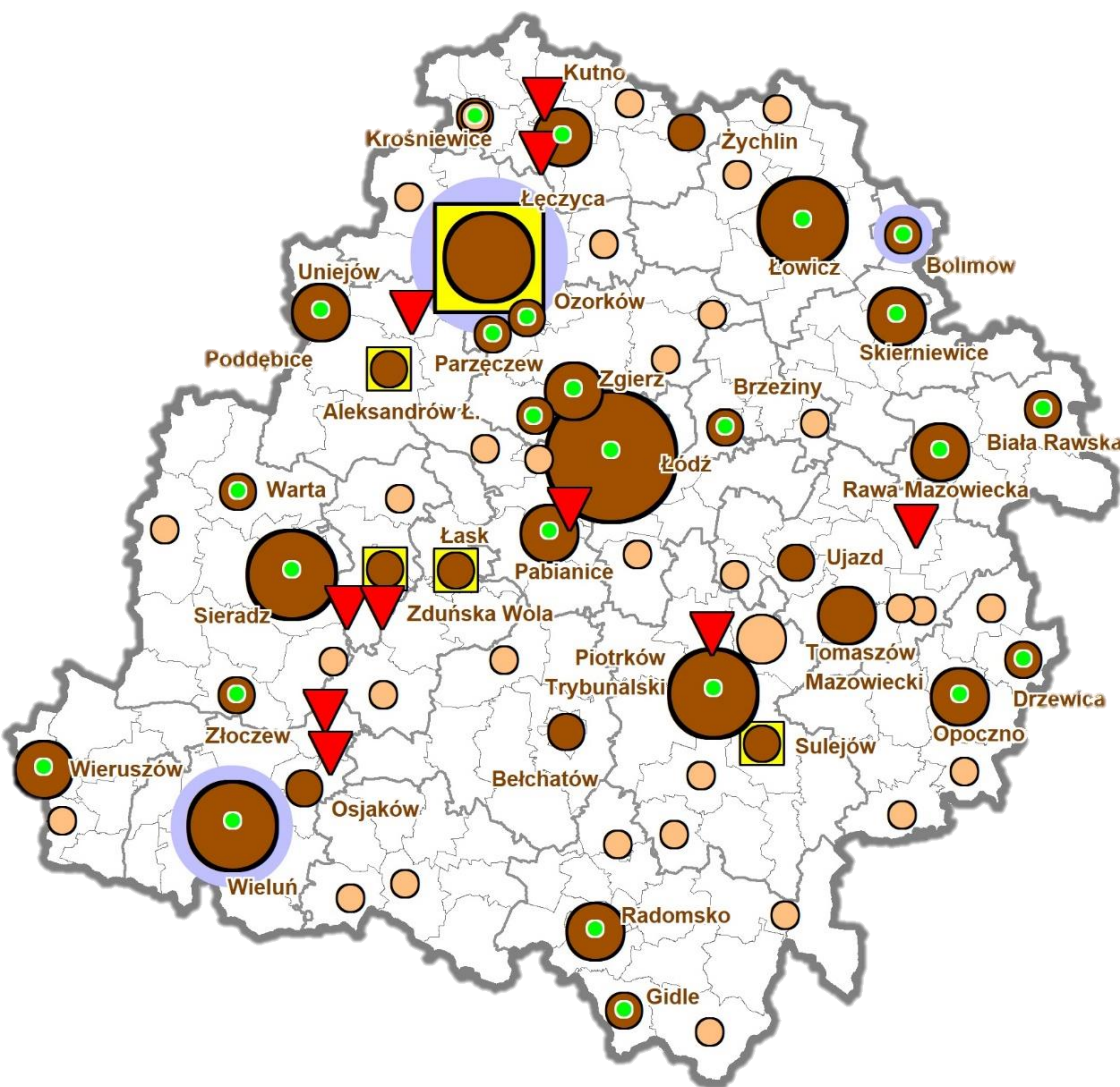 Kutno
Krośniewice
Żychlin
Łęczyca
Łowicz
Bolimów
Uniejów
Ozorków
Poddębice
Parzęczew
Skierniewice
Aleksandrów Ł.
Zgierz
Brzeziny
Biała Rawska
Łódź
Warta
Rawa Mazowiecka
Łask
Pabianice
Ujazd
Sieradz
Zduńska Wola
Piotrków
Trybunalski
Tomaszów
Mazowiecki
Drzewica
Złoczew
Opoczno
Sulejów
Wieruszów
Bełchatów
Osjaków
Wieluń
Radomsko
Gidle